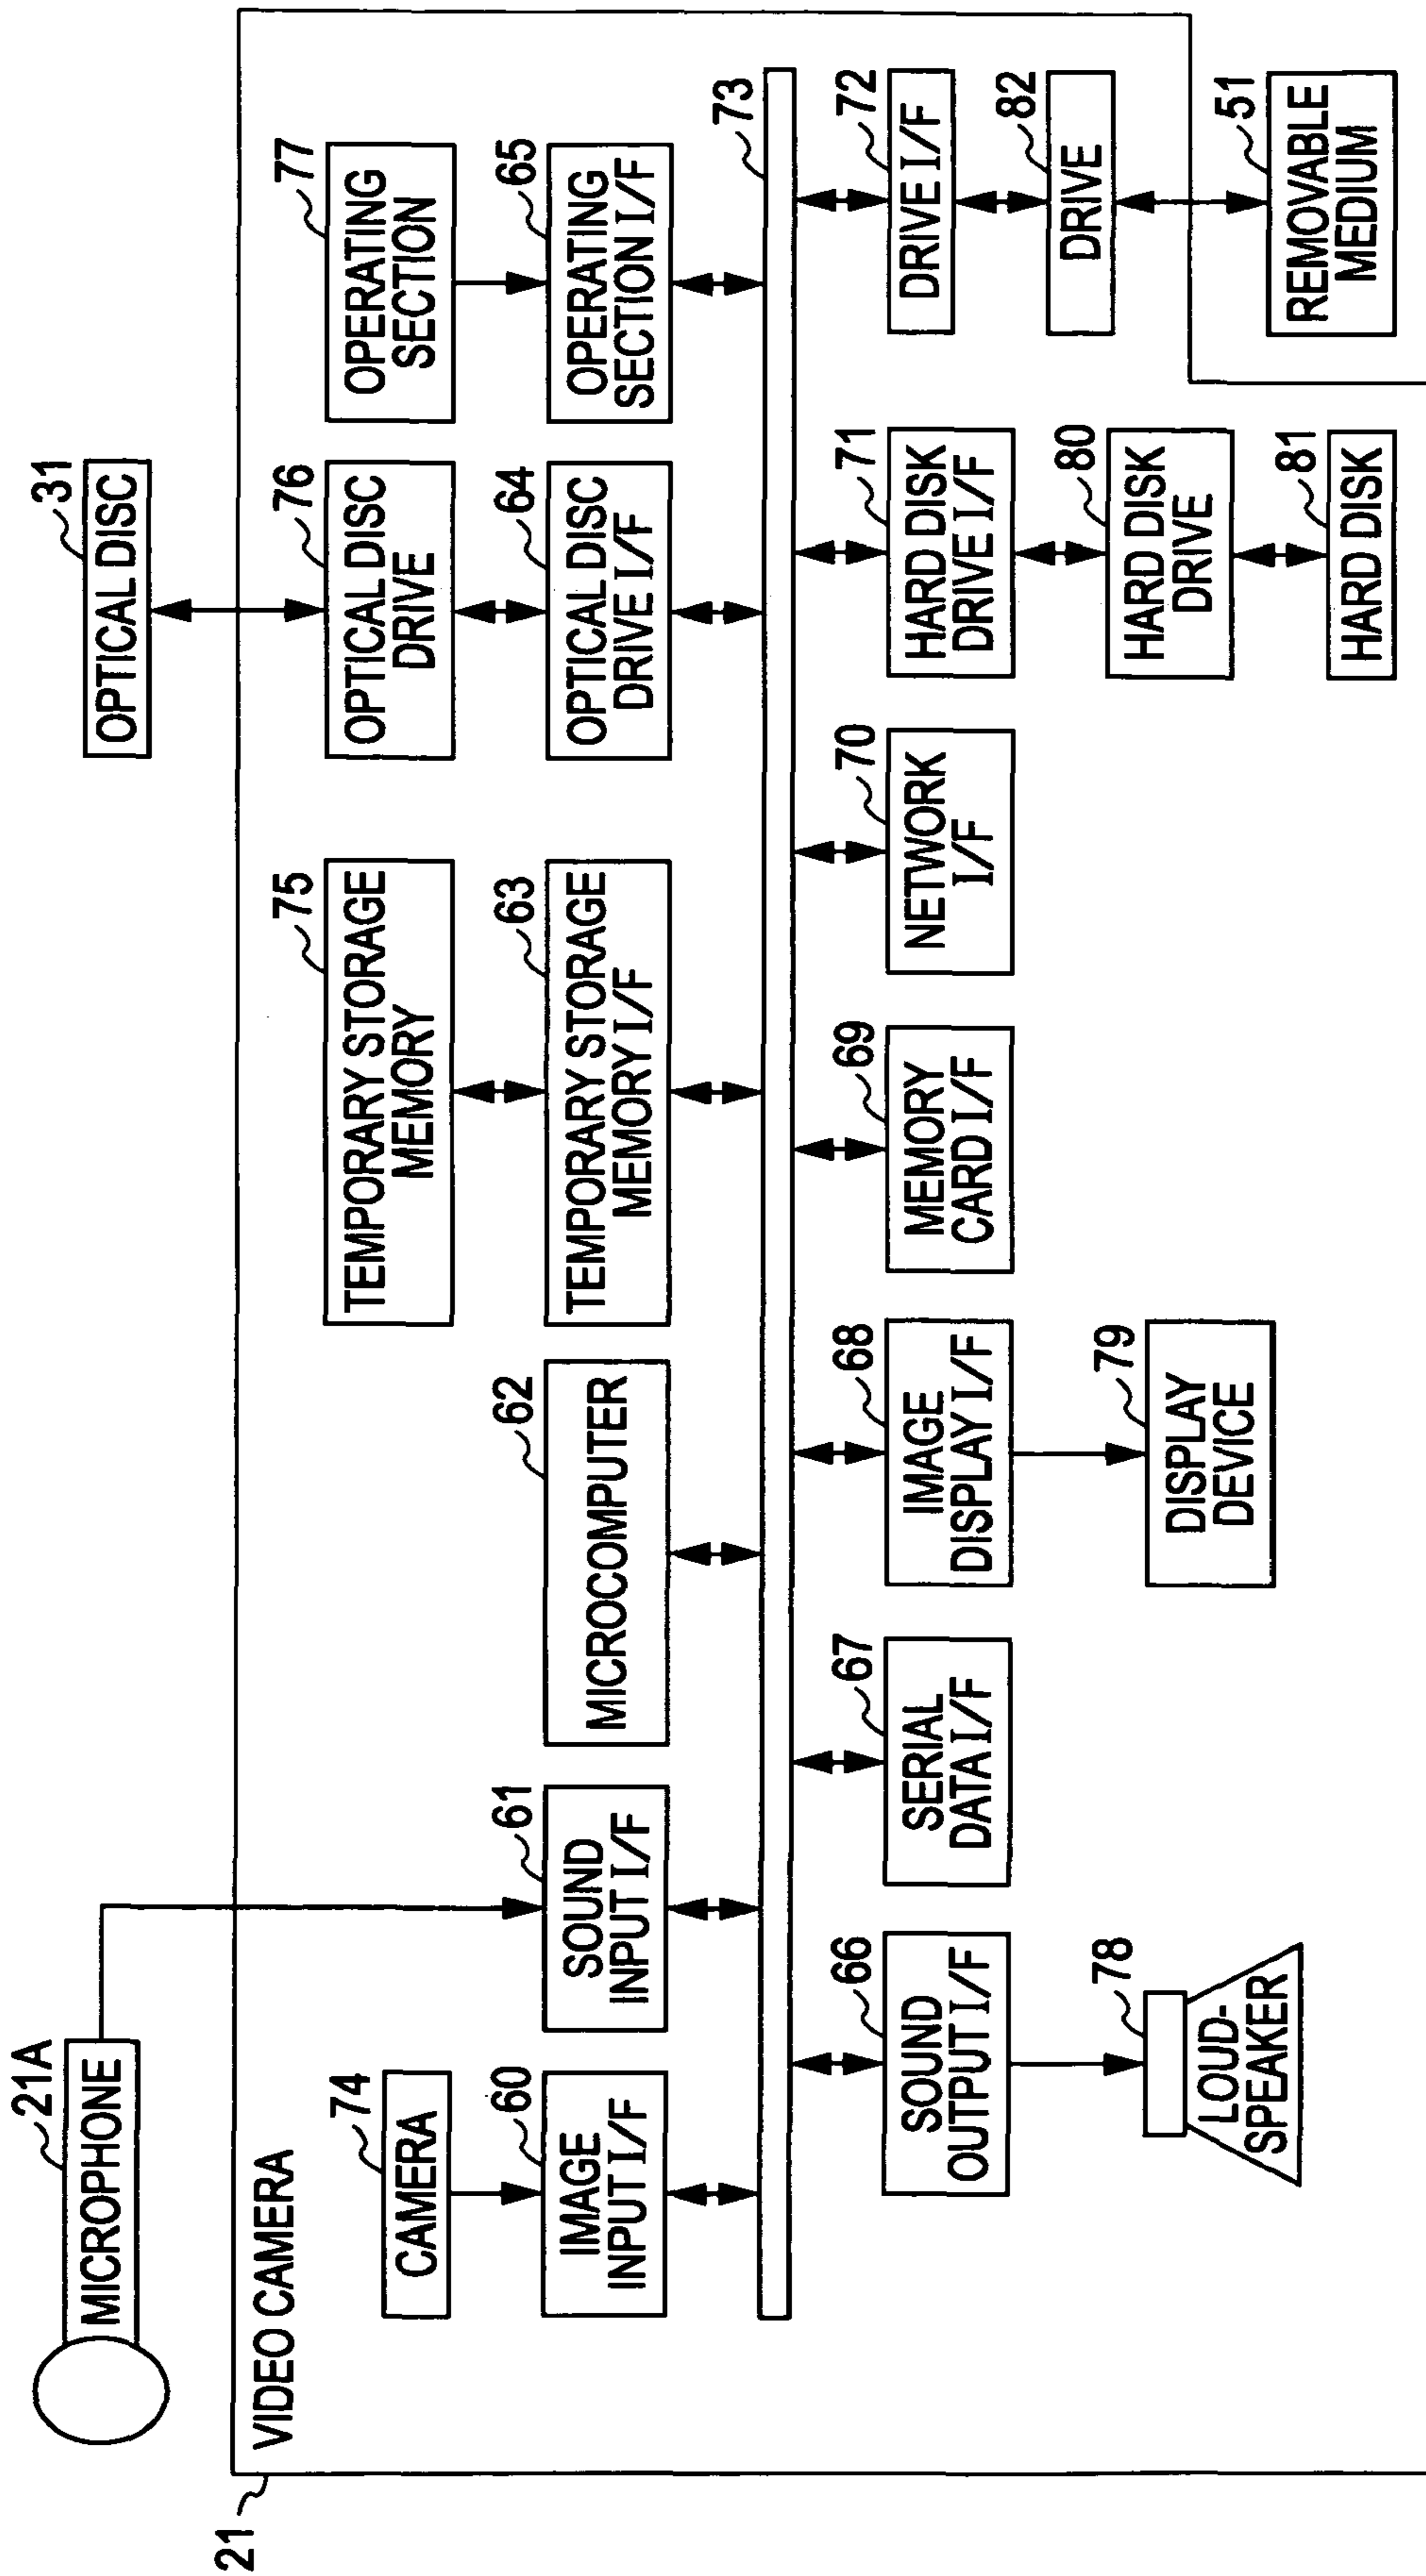 21A
MICROPHONE
31
OPTICAL DISC
21
VIDEO CAMERA
74
CAMERA
75
TEMPORARY STORAGE
MEMORY
76
OPTICAL DISC
DRIVE
77
OPERATING
SECTION
60
IMAGE
INPUT I/F
61
SOUND
INPUT I/F
62
MICROCOMPUTER
63
TEMPORARY STORAGE
MEMORY I/F
64
OPTICAL DISC
DRIVE I/F
65
OPERATING
SECTION I/F
73
66
SOUND
OUTPUT I/F
67
SERIAL
DATA I/F
68
IMAGE
DISPLAY I/F
69
MEMORY
CARD I/F
70
NETWORK
I/F
71
HARD DISK
DRIVE I/F
72
DRIVE I/F
78
LOUD-
SPEAKER
79
DISPLAY
DEVICE
80
HARD DISK
DRIVE
82
DRIVE
81
HARD DISK
51
REMOVABLE
MEDIUM